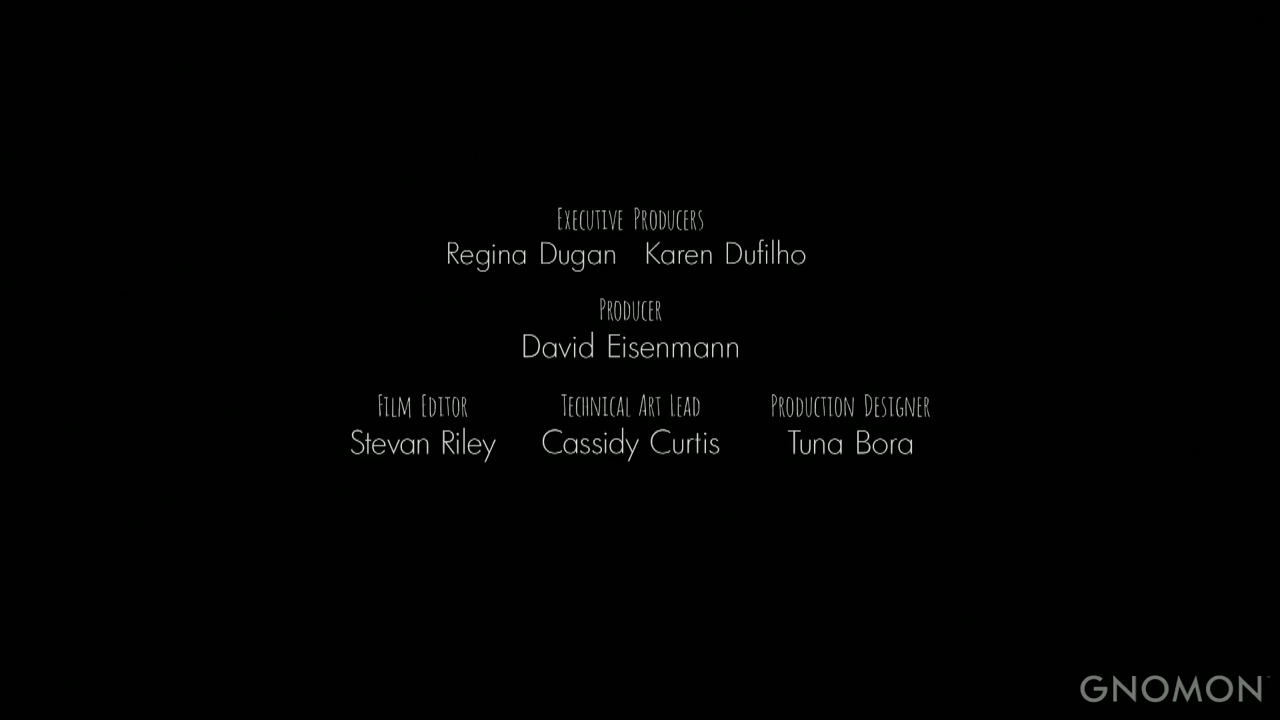 Executive Producers
Regina Dugan Karen Dufilho
Producer
David Eisenmann
Film Editor Technical Art Lead Production Designer
Stevan Riley Cassidy Curtis Tuna Bora
GNOMON